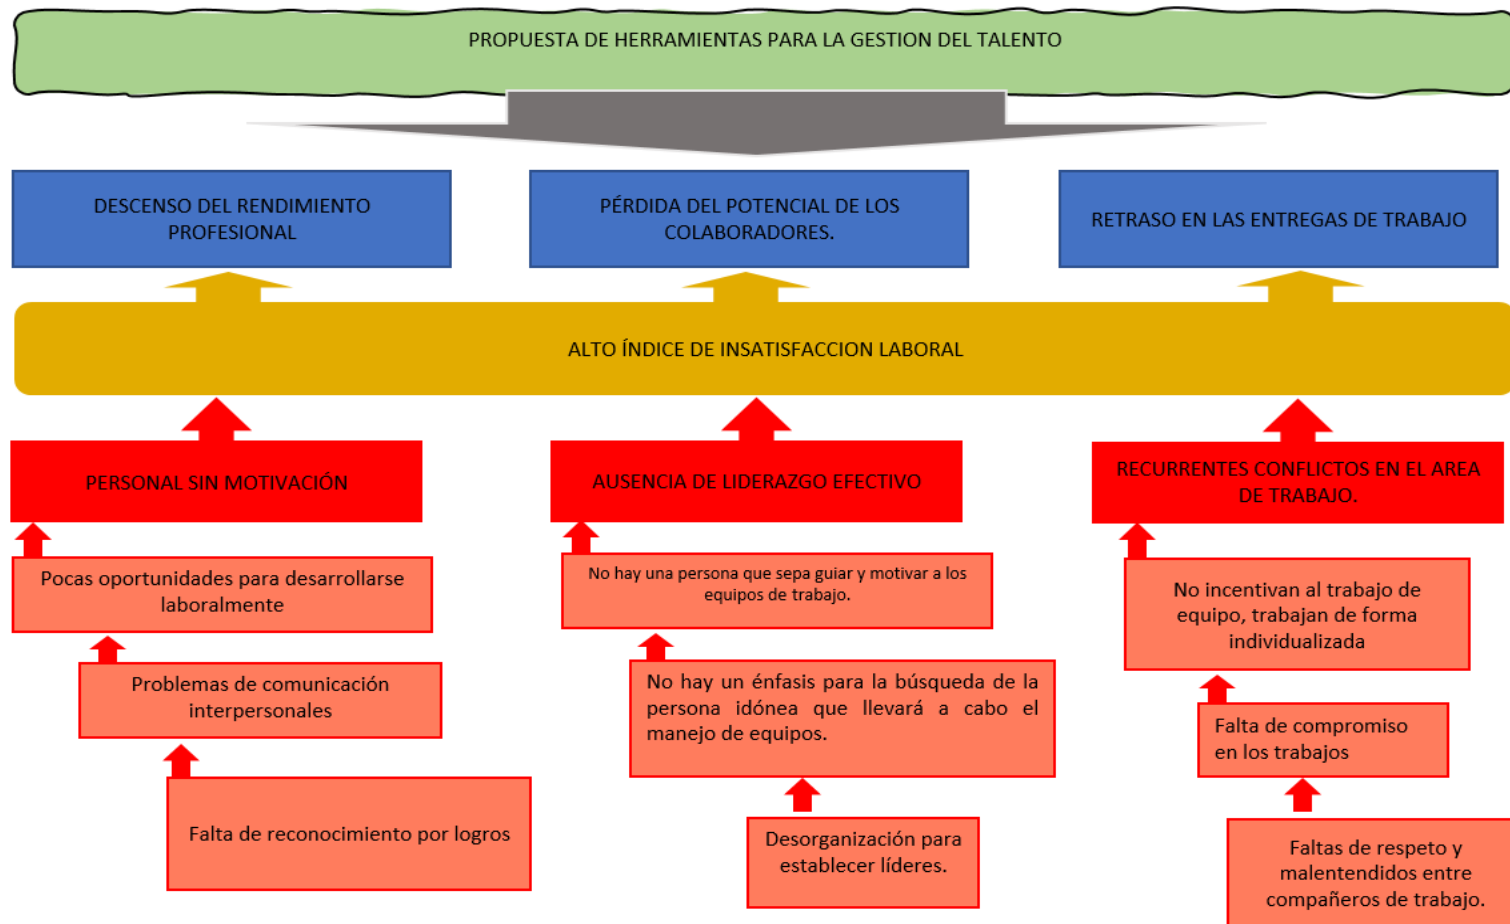 PROPUESTA DE HERRAMIENTAS PARA LA GESTION DEL TALENTO
DESCENSO DEL RENDIMIENTO
PROFESIONAL
PÉRDIDA DEL POTENCIAL DE LOS
COLABORADORES.
RETRASO EN LAS ENTREGAS DE TRABAJO
ALTO ÍNDICE DE INSATISFACCION LABORAL
PERSONAL SIN MOTIVACIÓN
AUSENCIA DE LIDERAZGO EFECTIVO
RECURRENTES CONFLICTOS EN EL AREA
DE TRABAJO.
Pocas oportunidades para desarrollarse
laboralmente
No hay una persona que sepa guiar y motivar a los
equipos de trabajo.
No incentivan al trabajo de
equipo, trabajan de forma
individualizada
Problemas de comunicación
interpersonales
No hay un énfasis para la búsqueda de la
persona idónea que llevará a cabo el
manejo de equipos.
Falta de compromiso
en los trabajos
Falta de reconocimiento por logros
Desorganización para
establecer líderes.
Faltas de respeto y
malentendidos entre
compañeros de trabajo.